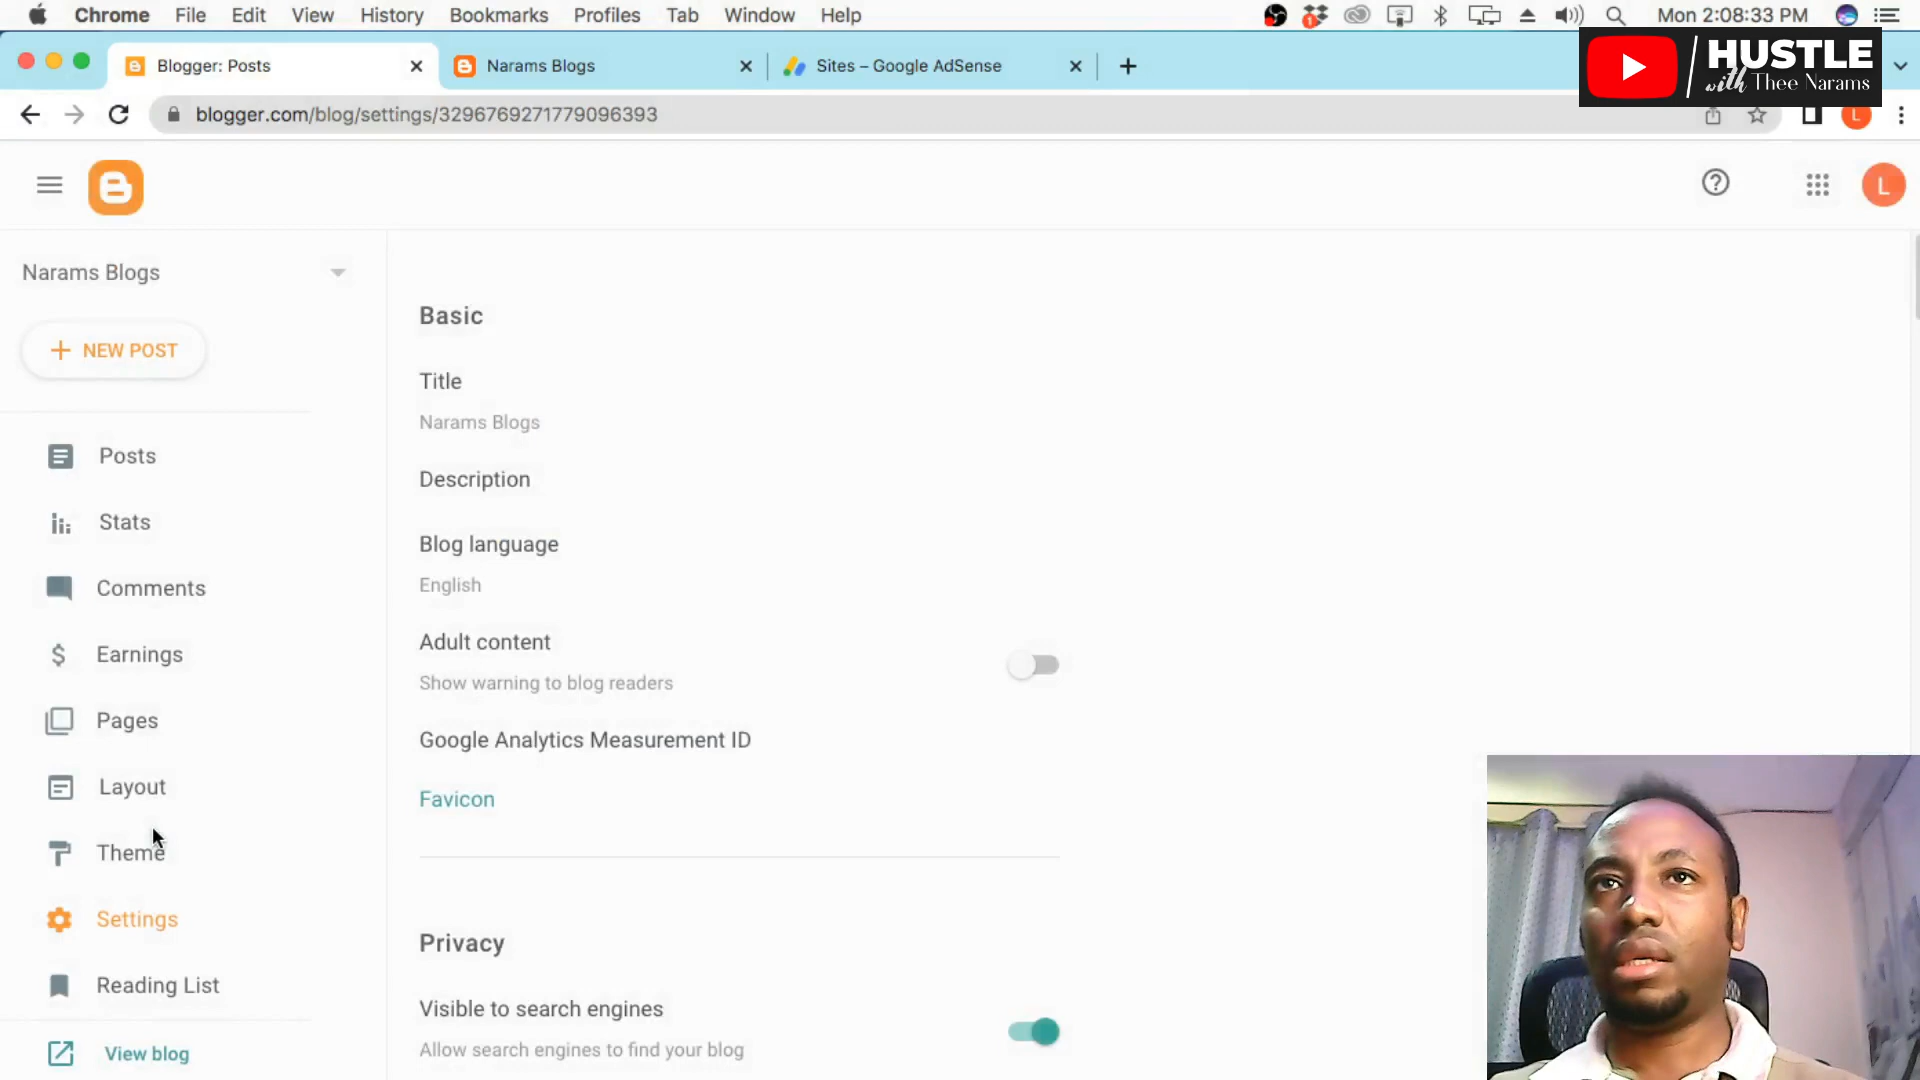 Chrome File Edit View History Bookmarks Profiles Tab Window Help Mon 2:08:33 PM
Blogger: Posts Narams Blogs Sites – Google AdSense
HUSTLE
with Thee Narams
blogger.com/blog/settings/3296769271779096393
L
L
Narams Blogs
NEW POST
Posts
Stats
Comments
Earnings
Pages
Layout
Theme
Settings
Reading List
View blog
Basic
Title
Narams Blogs
Description
Blog language
English
Adult content
Show warning to blog readers
Google Analytics Measurement ID
Favicon
Privacy
Visible to search engines
Allow search engines to find your blog